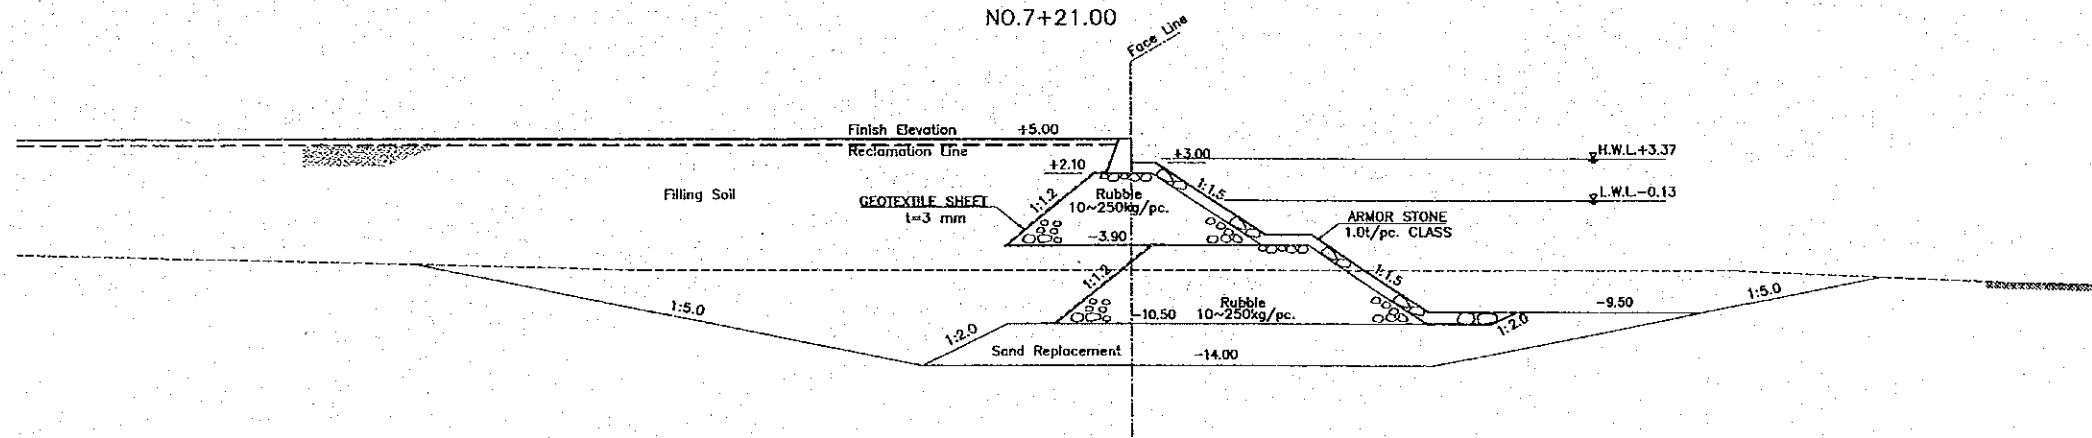 NO.7+21.00
Face Line
Finish Elevation +5.00
Reclamation Line
+2.10
+3.00
H.W.L.+3.37
Filling Soil
GEOTEXTILE SHEET
t=3 mm
1:1.2
Rubble
10~250kg/pc.
1:1.5
L.W.L.-0.13
ARMOR STONE
1.0t/pc. CLASS
-3.90
1:1.2
1:1.5
1:5.0
Rubble
10~250kg/pc.
-10.50
-9.50
1:5.0
1:2.0
1:2.0
Sand Replacement
-14.00